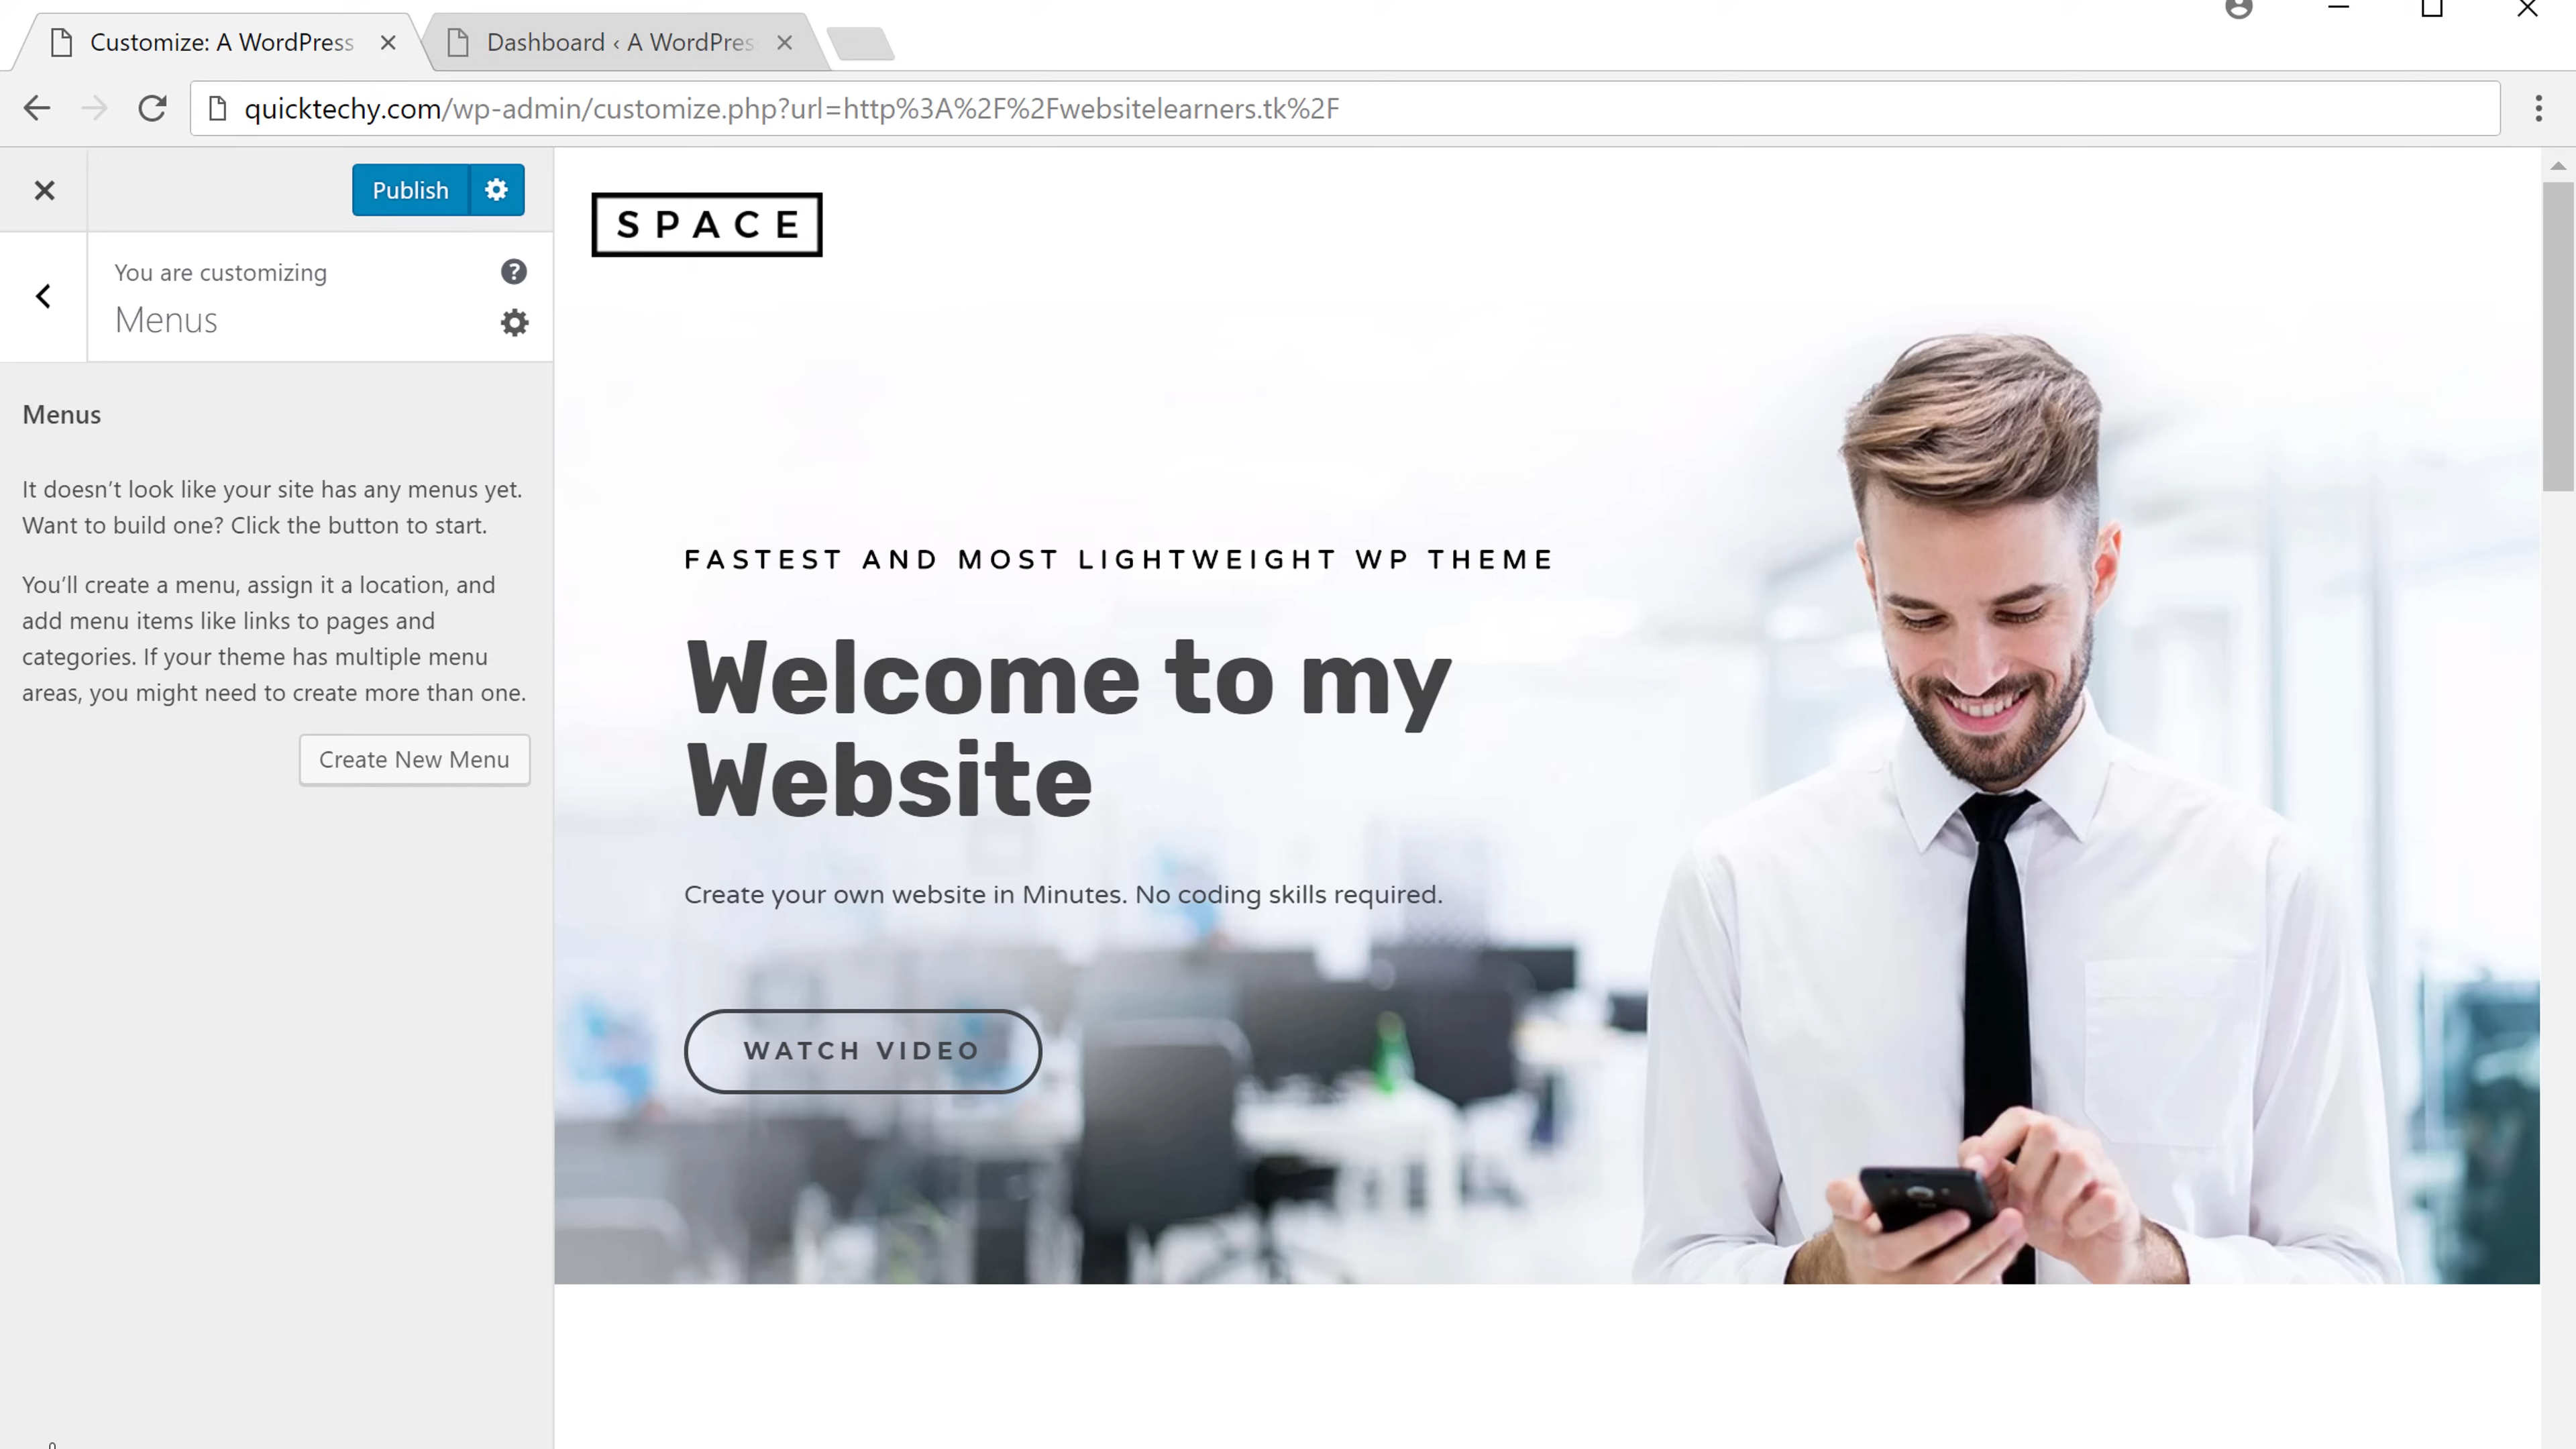 Customize: A WordPress
Dashboard ‹ A WordPres
quicktechy.com/wp-admin/customize.php?url=http%3A%2F%2Fwebsitelearners.tk%2F
Publish
You are customizing
Menus
Menus
It doesn’t look like your site has any menus yet.
Want to build one? Click the button to start.
You’ll create a menu, assign it a location, and
add menu items like links to pages and
categories. If your theme has multiple menu
areas, you might need to create more than one.
Create New Menu
SPACE
FASTEST AND MOST LIGHTWEIGHT WP THEME
Welcome to my
Website
Create your own website in Minutes. No coding skills required.
WATCH VIDEO